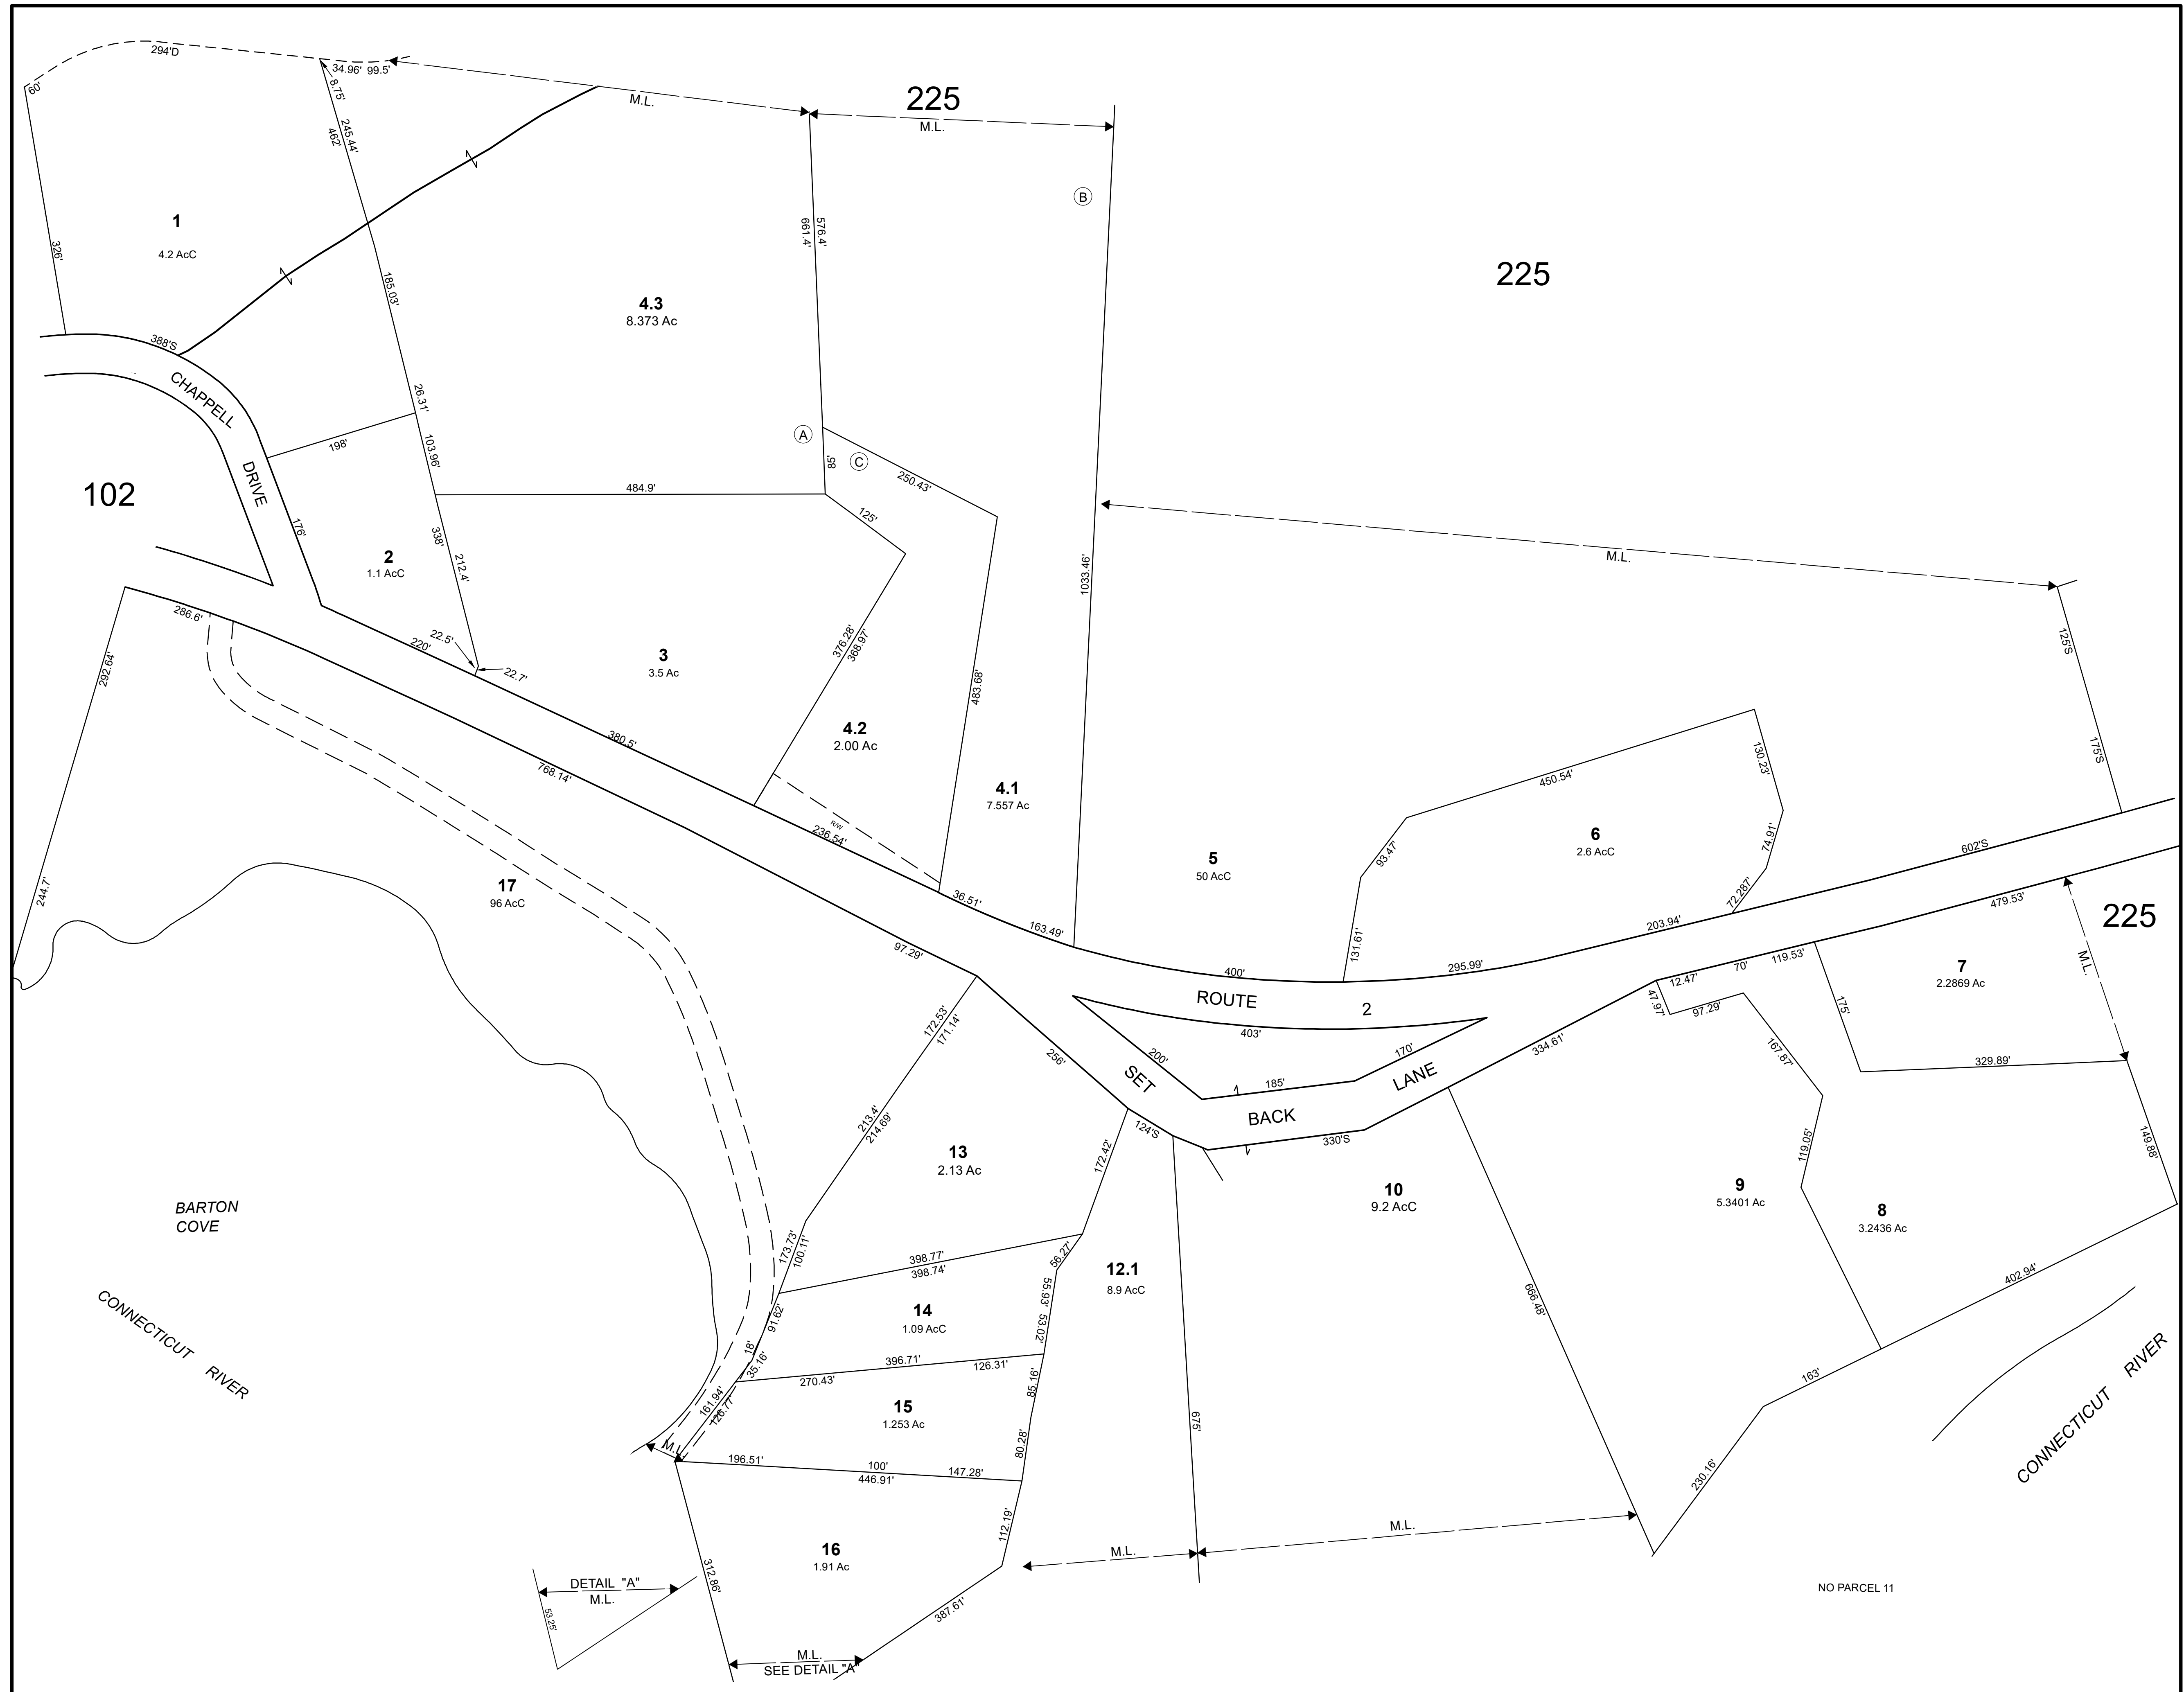 294'D
60'
34.96' 99.5'
8.75'
245.44'
462'
M.L.
225
M.L.
B
1
4.2 AcC
326'
185.03'
661.4'
576.4'
225
4.3
8.373 Ac
388'S
CHAPPELL
DRIVE
26.31'
198'
103.96'
A
85'
C
250.43'
102
484.9'
125'
176'
338'
212.4'
2
1.1 AcC
1033.46'
M.L.
286.6'
292.64'
220'
22.5'
22.7'
3
3.5 Ac
376.28'
368.97'
483.68'
125'S
175'S
380.5'
768.14'
4.2
2.00 Ac
4.1
7.557 Ac
R/W
236.54'
450.54'
130.23'
74.91'
93.47'
6
2.6 AcC
72.287'
602'S
5
50 AcC
244.7'
17
96 AcC
36.51'
163.49'
131.61'
203.94'
479.53'
225
97.29'
400'
295.99'
ROUTE 2
403'
12.47'
70'
119.53'
47.97'
97.29'
175'
M.L.
7
2.2869 Ac
172.53'
171.14'
256'
200'
170'
334.61'
167.87'
329.89'
SET
BACK
LANE
185'
124'S
330'S
213.4'
214.69'
13
2.13 Ac
172.42'
119.05'
149.88'
10
9.2 AcC
9
5.3401 Ac
8
3.2436 Ac
BARTON
COVE
173.73'
100.11'
398.77'
398.74'
56.27'
12.1
8.9 AcC
CONNECTICUT RIVER
91.62'
14
1.09 AcC
55.93' 53.02'
666.48'
402.94'
18'
35.16'
396.71'
126.31'
270.43'
85.16'
163'
CONNECTICUT RIVER
161.94'
126.77'
15
1.253 Ac
675'
80.28'
M.L.
196.51'
100'
147.28'
446.91'
230.16'
112.19'
16
1.91 Ac
M.L.
M.L.
312.86'
DETAIL "A"
M.L.
53.25'
387.61'
NO PARCEL 11
M.L.
SEE DETAIL "A"